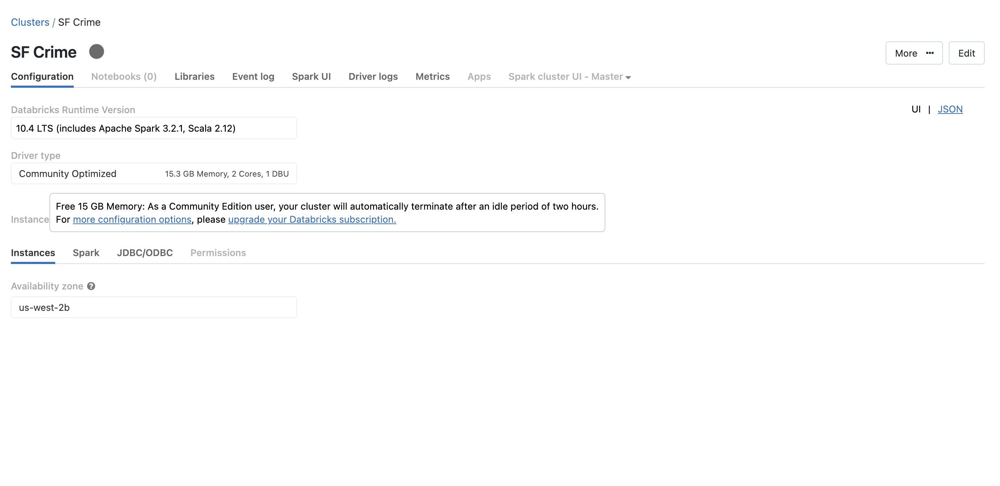 Clusters / SF Crime
SF Crime
More ···
Edit
Configuration
Notebooks (0)
Libraries
Event log
Spark UI
Driver logs
Metrics
Apps
Spark cluster UI - Master
Databricks Runtime Version
UI | JSON
10.4 LTS (includes Apache Spark 3.2.1, Scala 2.12)
Driver type
Community Optimized
15.3 GB Memory, 2 Cores, 1 DBU
Free 15 GB Memory: As a Community Edition user, your cluster will automatically terminate after an idle period of two hours.
Instance
For more configuration options, please upgrade your Databricks subscription.
Instances
Spark
JDBC/ODBC
Permissions
Availability zone ?
us-west-2b